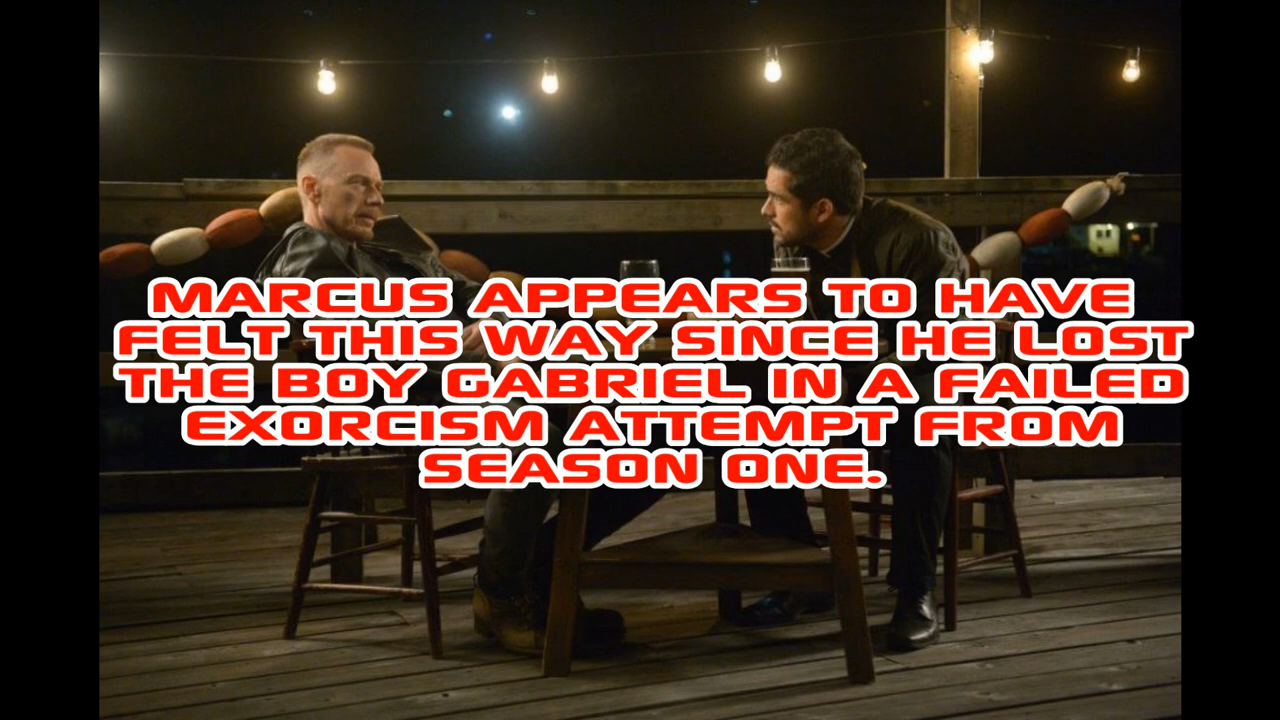 MARCUS APPEARS TO HAVE
FELT THIS WAY SINCE HE LOST
THE BOY GABRIEL IN A FAILED
EXORCISM ATTEMPT FROM
SEASON ONE.